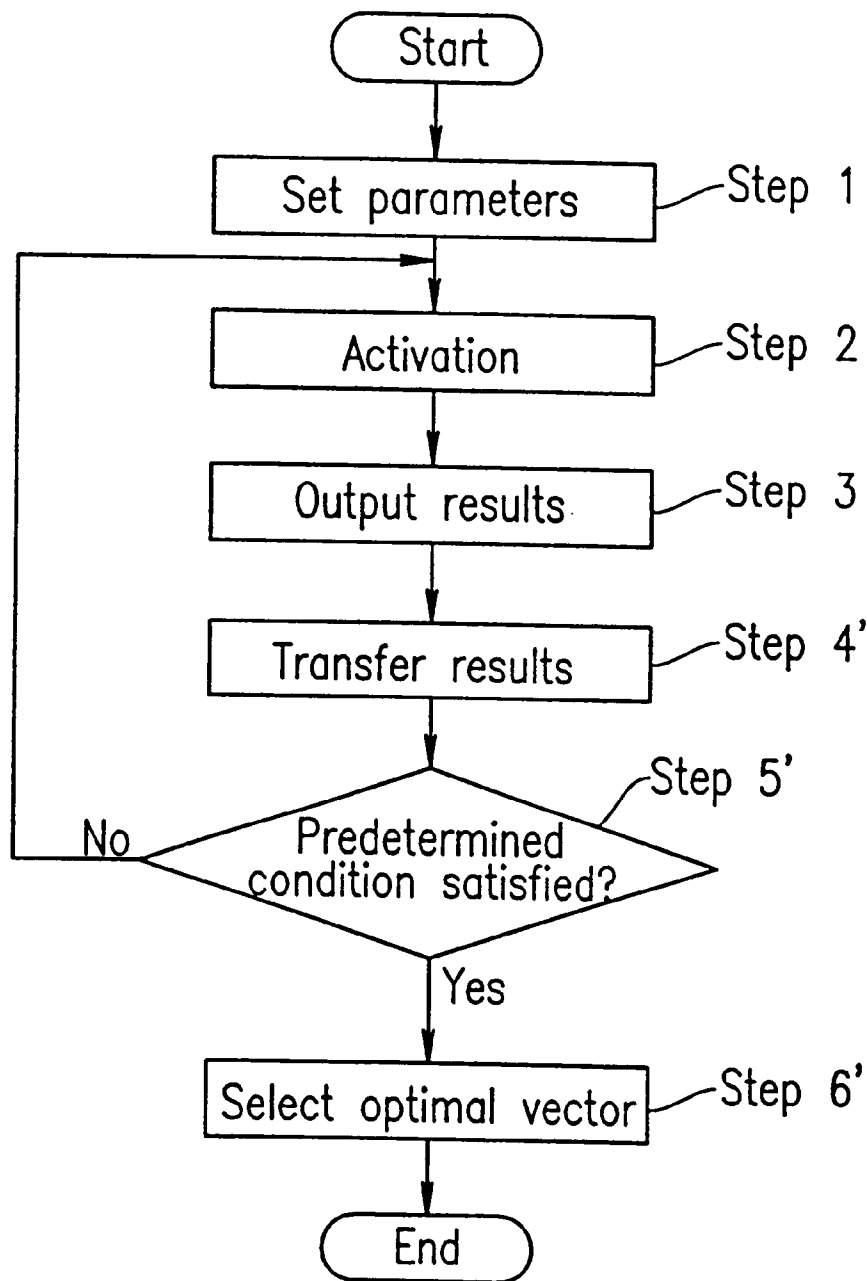 Start
Set parameters
Step 1
Activation
Step 2
Output results
Step 3
Transfer results
Step 4'
Step 5'
No
Predetermined
condition satisfied?
Yes
Select optimal vector
Step 6'
End